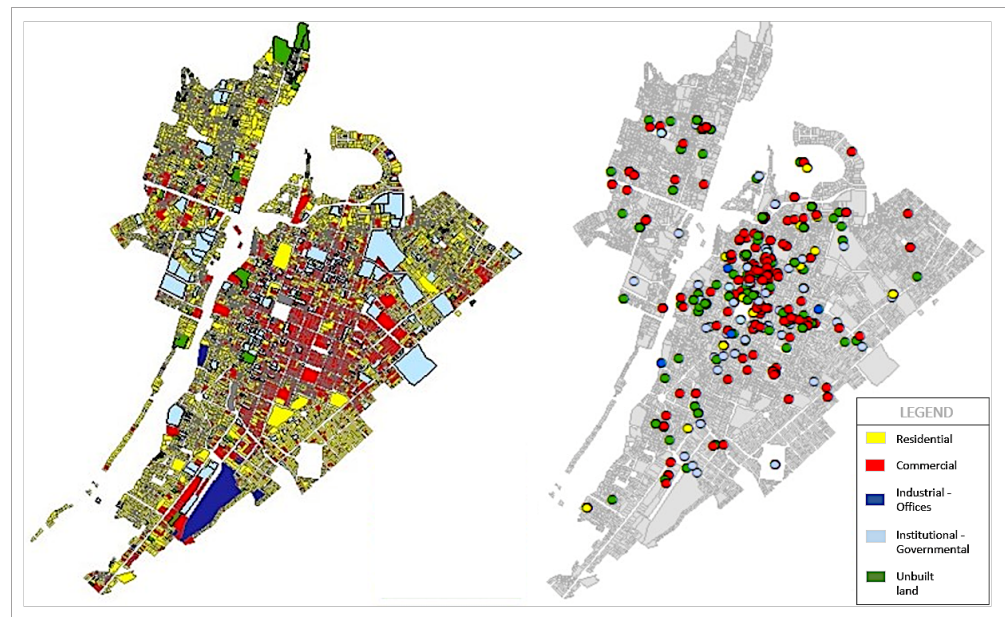 LEGEND
Residential
Commercial
Industrial -
Offices
Institutional -
Governmental
Unbuilt
land